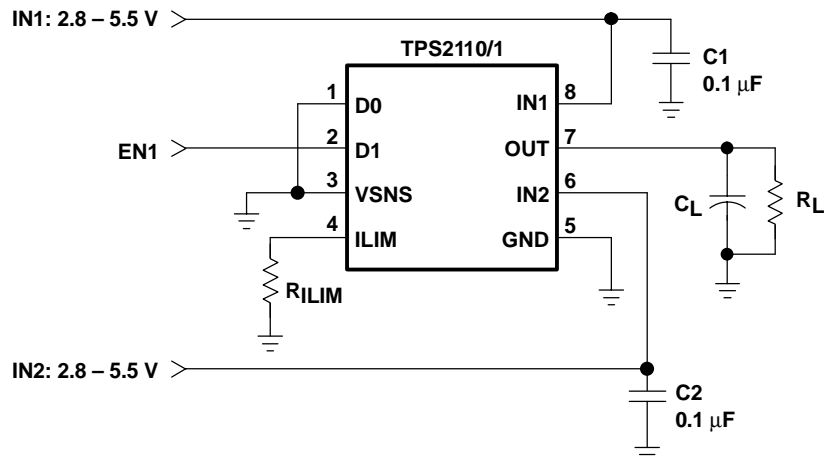 IN1: 2.8 – 5.5 V
TPS2110/1
C1
0.1 μF
1
D0
IN1
8
EN1
2
D1
OUT
7
3
VSNS
IN2
6
CL
RL
4
ILIM
GND
5
RILIM
IN2: 2.8 – 5.5 V
C2
0.1 μF